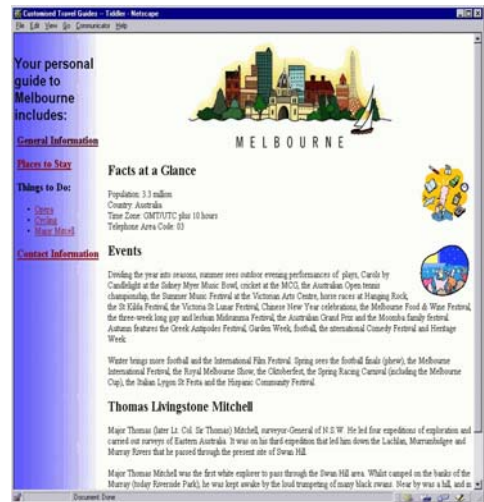 Customised Travel Guides -- Tiddler - Netscape
File Edit View Go Communicator Help
Your personal
guide to
Melbourne
includes:
General Information
Places to Stay
Things to Do:
Opera
Cycling
Major Mitchell
Contact Information
MELBOURNE
Facts at a Glance
Population: 3.3 million
Country: Australia
Time Zone: GMT/UTC plus 10 hours
Telephone Area Code: 03
Events
Dividing the year into seasons, summer sees outdoor evening performances of plays, Carols by
Candlelight at the Sidney Myer Music Bowl, cricket at the MCG, the Australian Open tennis
championship, the Summer Music Festival at the Victorian Arts Centre, horse races at Hanging Rock,
the St Kilda Festival, the Victoria St Lunar Festival, Chinese New Year celebrations, the Melbourne Food & Wine Festival,
the three-week long gay and lesbian Midsumma Festival, the Australian Grand Prix and the Moomba family festival.
Autumn features the Greek Antipodes Festival, Garden Week, football, the international Comedy Festival and Heritage
Week.
Winter brings more football and the International Film Festival. Spring sees the football finals (phew), the Melbourne
International Festival, the Royal Melbourne Show, the Oktoberfest, the Spring Racing Carnival (including the Melbourne
Cup), the Italian Lygon St Festa and the Hispanic Community Festival.
Thomas Livingstone Mitchell
Major Thomas (later Lt. Col. Sir Thomas) Mitchell, surveyor-General of N.S.W. He led four expeditions of exploration and
carried out surveys of Eastern Australia. It was on his third expedition that led him down the Lachlan, Murrumbidgee and
Murray Rivers that he passed through the present site of Swan Hill.
Major Thomas Mitchell was the first white explorer to pass through the Swan Hill area. Whilst camped on the banks of the
Murray (today Riverside Park), he was kept awake by the loud trumpeting of many black swans. Near by was a hill, and
Document Done